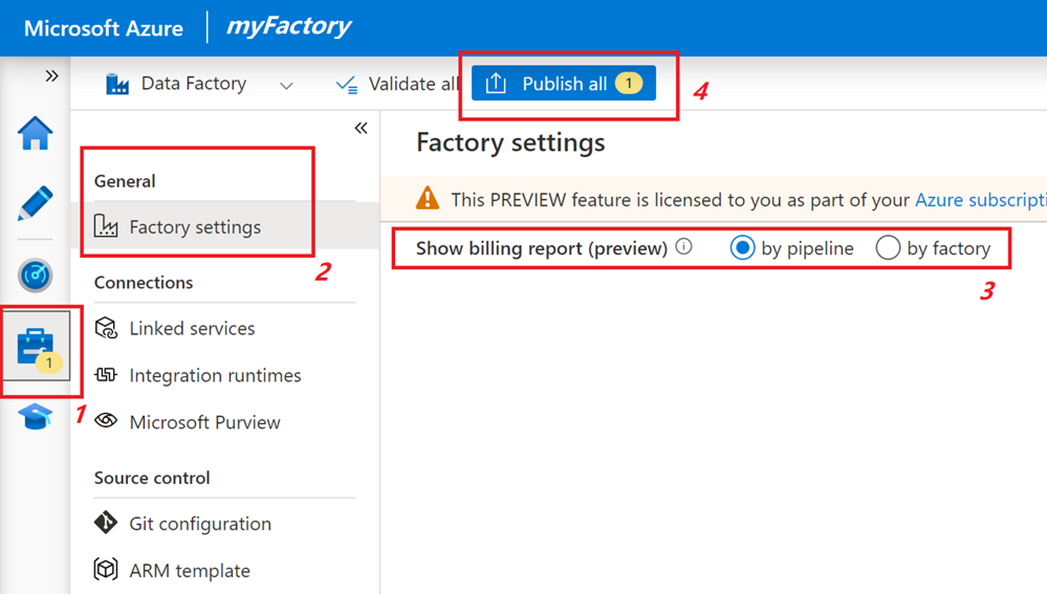 Microsoft Azure myFactory
Data Factory Validate all Publish all 1 4
Factory settings
General
This PREVIEW feature is licensed to you as part of your Azure subscripti
Factory settings
Show billing report (preview) by pipeline by factory
2
3
Connections
Linked services
1
Integration runtimes
1
Microsoft Purview
Source control
Git configuration
ARM template